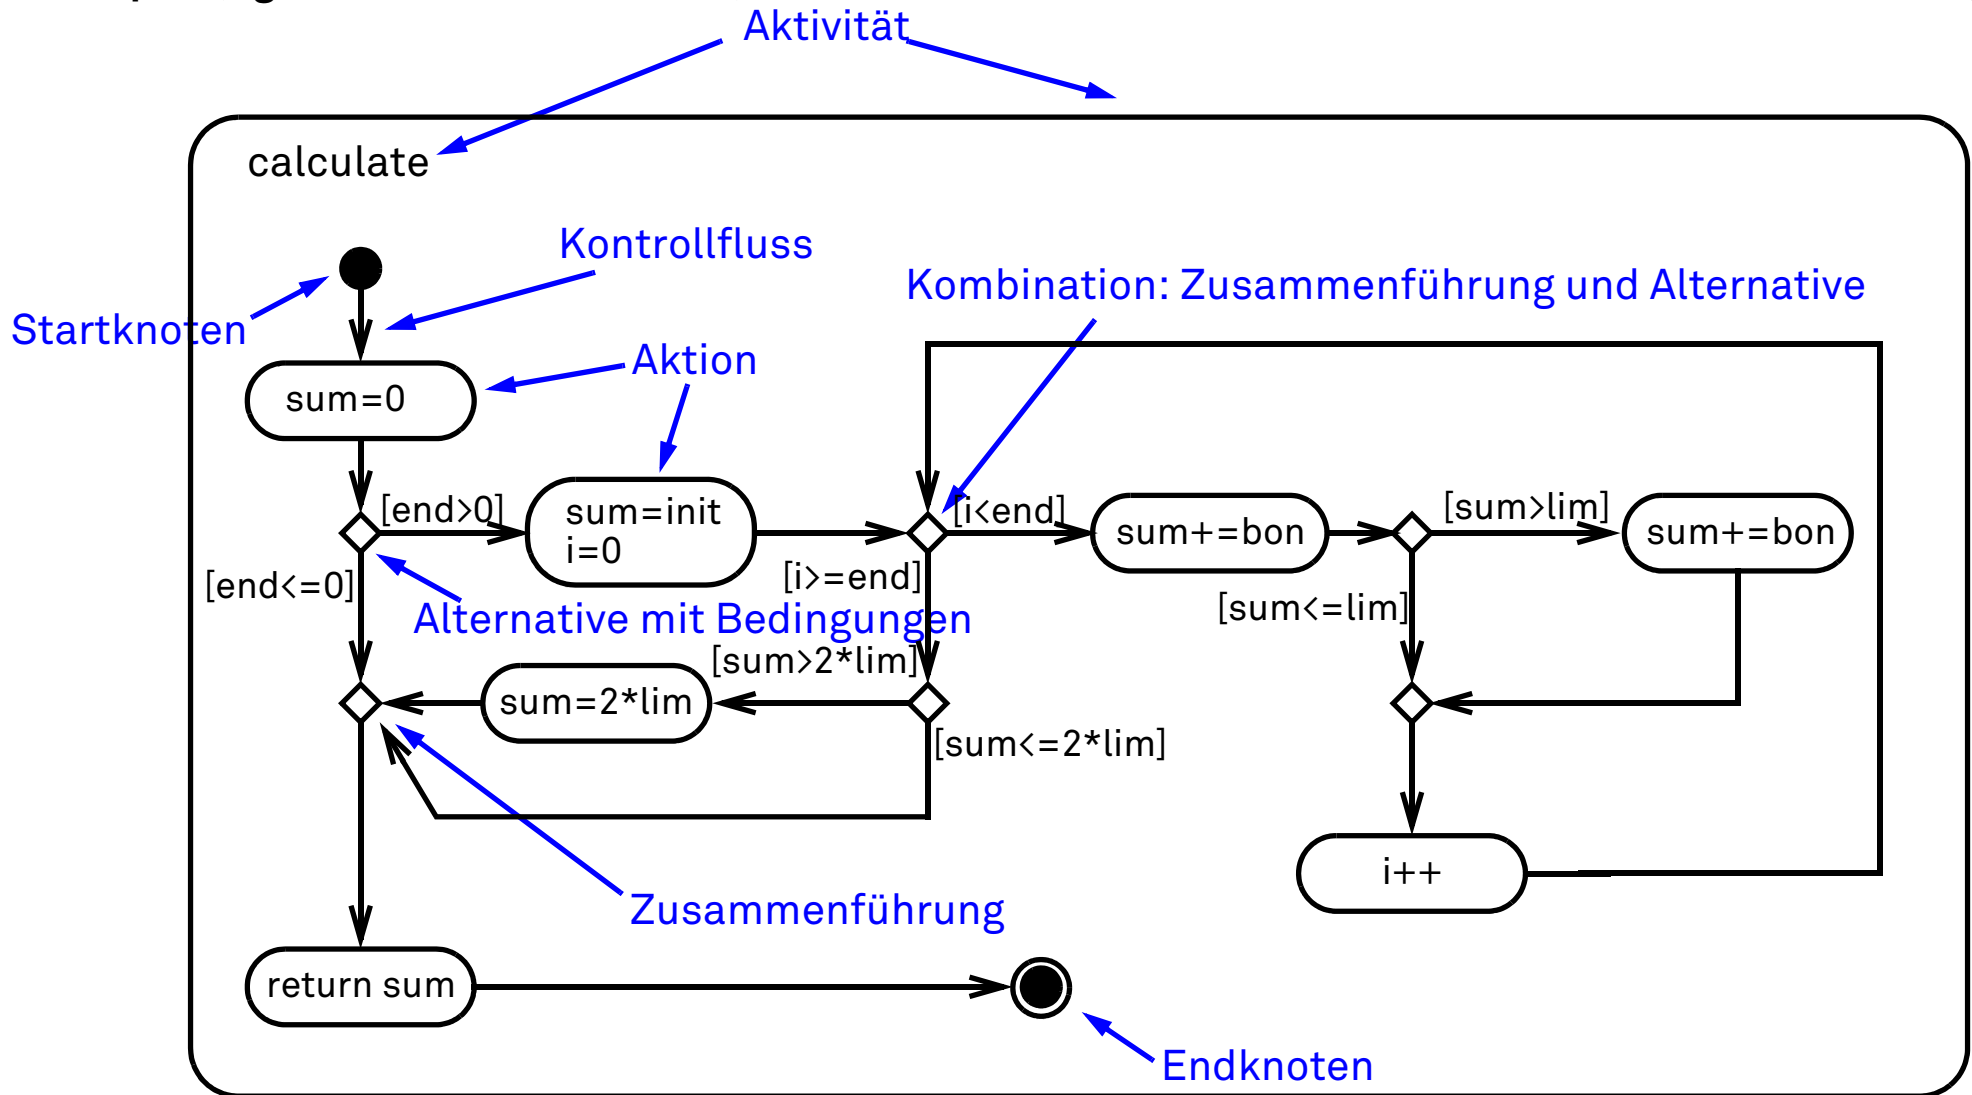 Aktivität
calculate
Kontrollfluss
Kombination: Zusammenführung und Alternative
Startknoten
Aktion
sum=0
[end>0]
sum=init
i=0
[i<end]
sum+=bon
[sum>lim]
sum+=bon
[end<=0]
[i>=end]
[sum<=lim]
Alternative mit Bedingungen
[sum>2*lim]
sum=2*lim
[sum<=2*lim]
i++
Zusammenführung
return sum
Endknoten